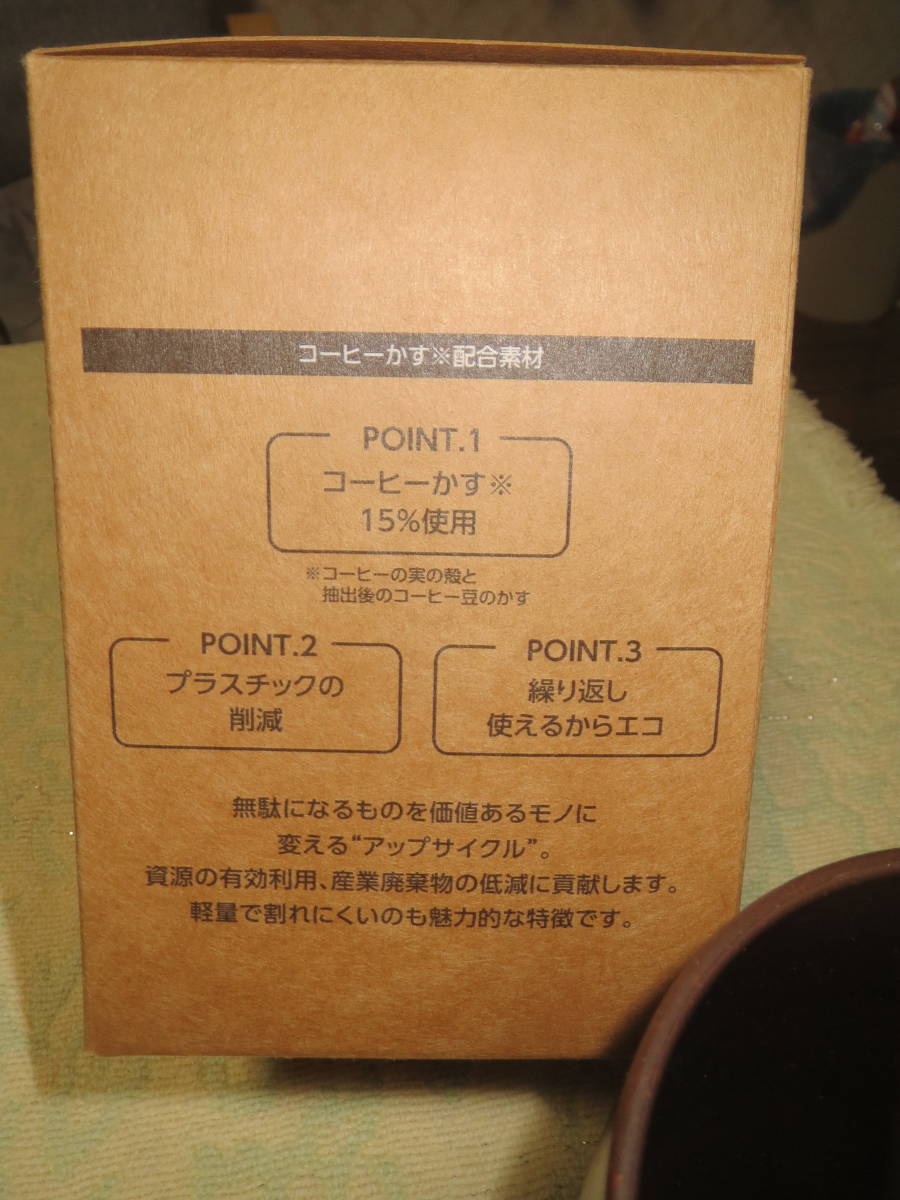 コーヒーかす※配合素材
POINT.1
コーヒーかす※
15%使用
※コーヒーの実の殻と
抽出後のコーヒー豆のかす
POINT.2
プラスチックの
削減
POINT.3
繰り返し
使えるからエコ
無駄になるものを価値あるモノに
変える“アップサイクル”。
資源の有効利用、産業廃棄物の低減に貢献します。
軽量で割れにくいのも魅力的な特徴です。